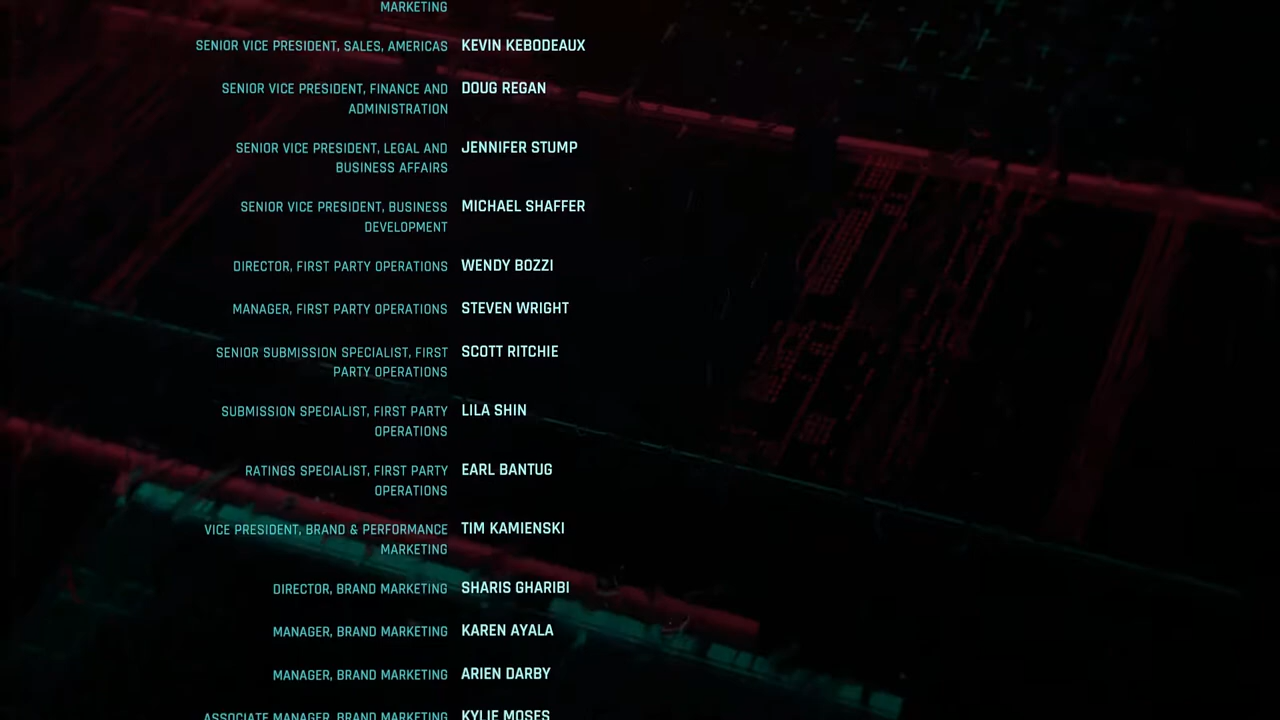 MARKETING
SENIOR VICE PRESIDENT, SALES, AMERICAS KEVIN KEBODEAUX
SENIOR VICE PRESIDENT, FINANCE AND DOUG REGAN
ADMINISTRATION
SENIOR VICE PRESIDENT, LEGAL AND JENNIFER STUMP
BUSINESS AFFAIRS
SENIOR VICE PRESIDENT, BUSINESS MICHAEL SHAFFER
DEVELOPMENT
DIRECTOR, FIRST PARTY OPERATIONS WENDY BOZZI
MANAGER, FIRST PARTY OPERATIONS STEVEN WRIGHT
SENIOR SUBMISSION SPECIALIST, FIRST SCOTT RITCHIE
PARTY OPERATIONS
SUBMISSION SPECIALIST, FIRST PARTY LILA SHIN
OPERATIONS
RATINGS SPECIALIST, FIRST PARTY EARL BANTUG
OPERATIONS
VICE PRESIDENT, BRAND & PERFORMANCE TIM KAMIENSKI
MARKETING
DIRECTOR, BRAND MARKETING SHARIS GHARIBI
MANAGER, BRAND MARKETING KAREN AYALA
MANAGER, BRAND MARKETING ARIEN DARBY
ASSOCIATE MANAGER, BRAND MARKETING KYLIE MOSES